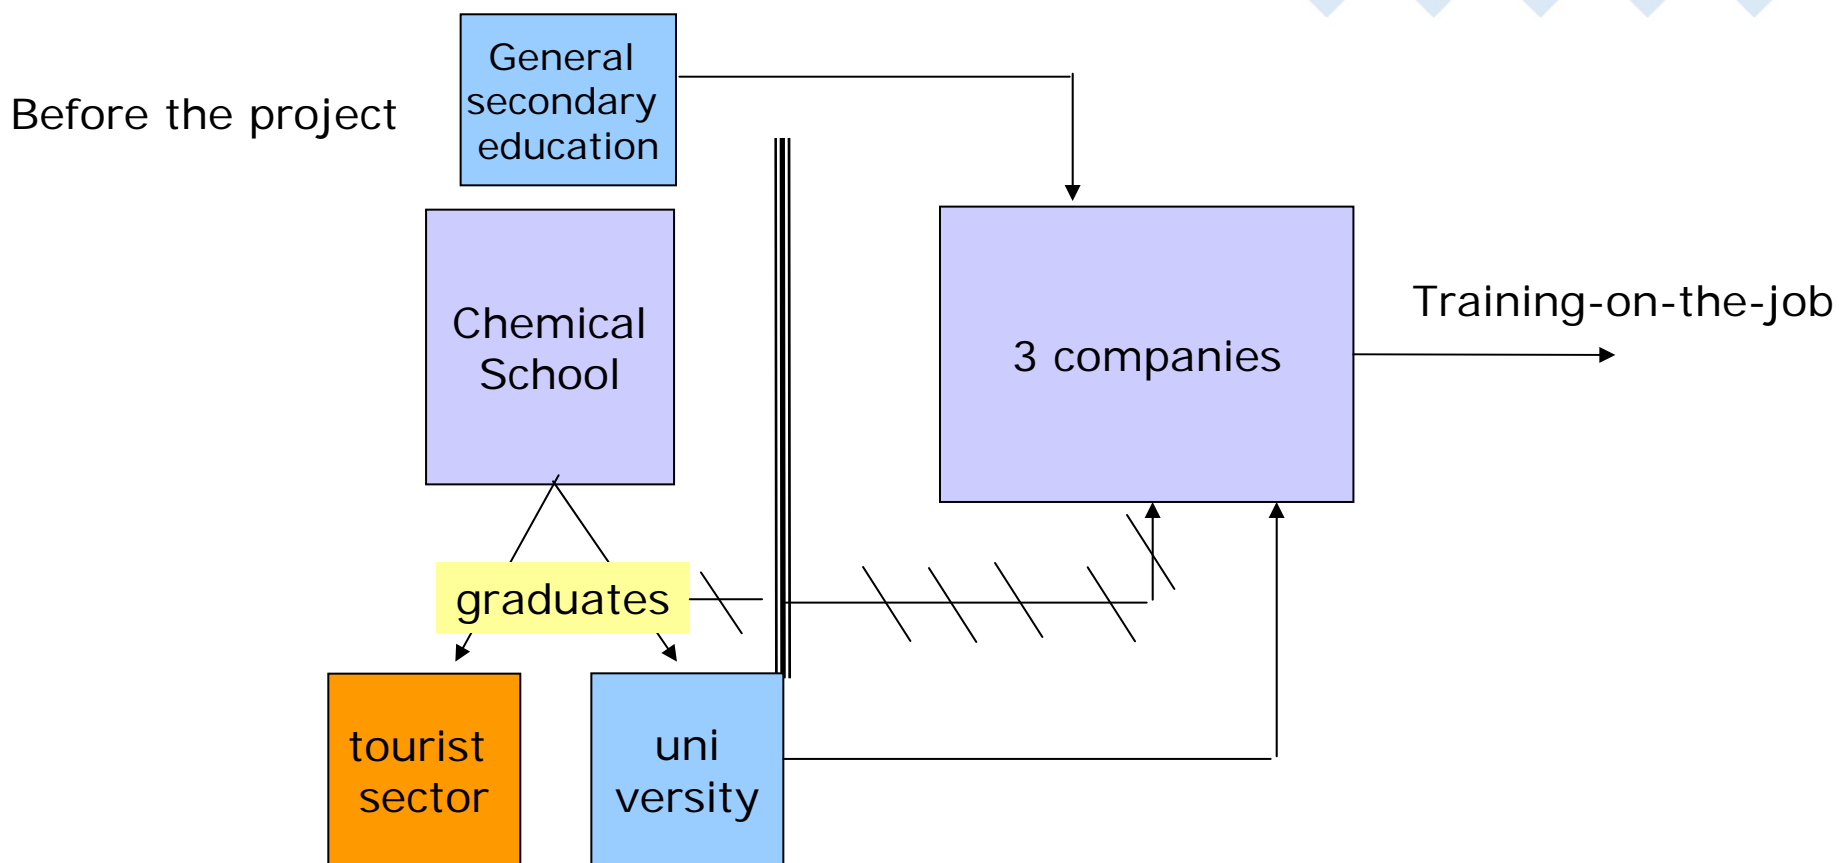 Before the project
General
secondary
education
Chemical
School
3 companies
Training-on-the-job
graduates
tourist
sector
uni
versity